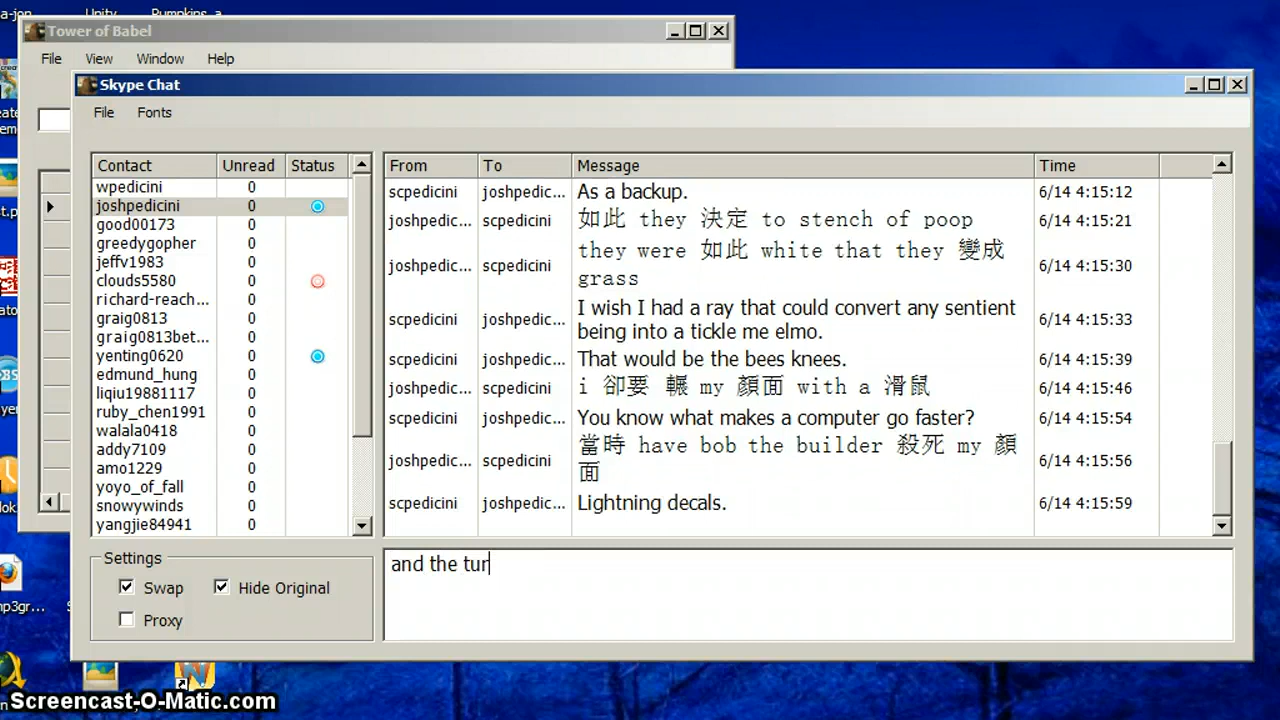 a-jon Unity Pumpkins_a
Tower of Babel
File View Window Help
Skype Chat
File Fonts
Contact Unread Status
wpedicini 0
joshpedicini 0
good00173 0
greedygopher 0
jeffv1983 0
clouds5580 0
richard-reach... 0
graig0813 0
graig0813bet... 0
yenting0620 0
edmund_hung 0
liqiu19881117 0
ruby_chen1991 0
walala0418 0
addy7109 0
amo1229 0
yoyo_of_fall 0
snowywinds 0
yangjie84941 0
From To Message Time
scpedicini joshpedic... As a backup. 6/14 4:15:12
joshpedic... scpedicini 如此 they 決定 to stench of poop 6/14 4:15:21
joshpedic... scpedicini they were 如此 white that they 變成 6/14 4:15:30
grass
scpedicini joshpedic... I wish I had a ray that could convert any sentient 6/14 4:15:33
being into a tickle me elmo.
scpedicini joshpedic... That would be the bees knees. 6/14 4:15:39
joshpedic... scpedicini i 卻要 輾 my 顏面 with a 滑鼠 6/14 4:15:46
scpedicini joshpedic... You know what makes a computer go faster? 6/14 4:15:54
joshpedic... scpedicini 當時 have bob the builder 殺死 my 顏 6/14 4:15:56
面
scpedicini joshpedic... Lightning decals. 6/14 4:15:59
Settings
Swap Hide Original
Proxy
and the tur
Screencast-O-Matic.com